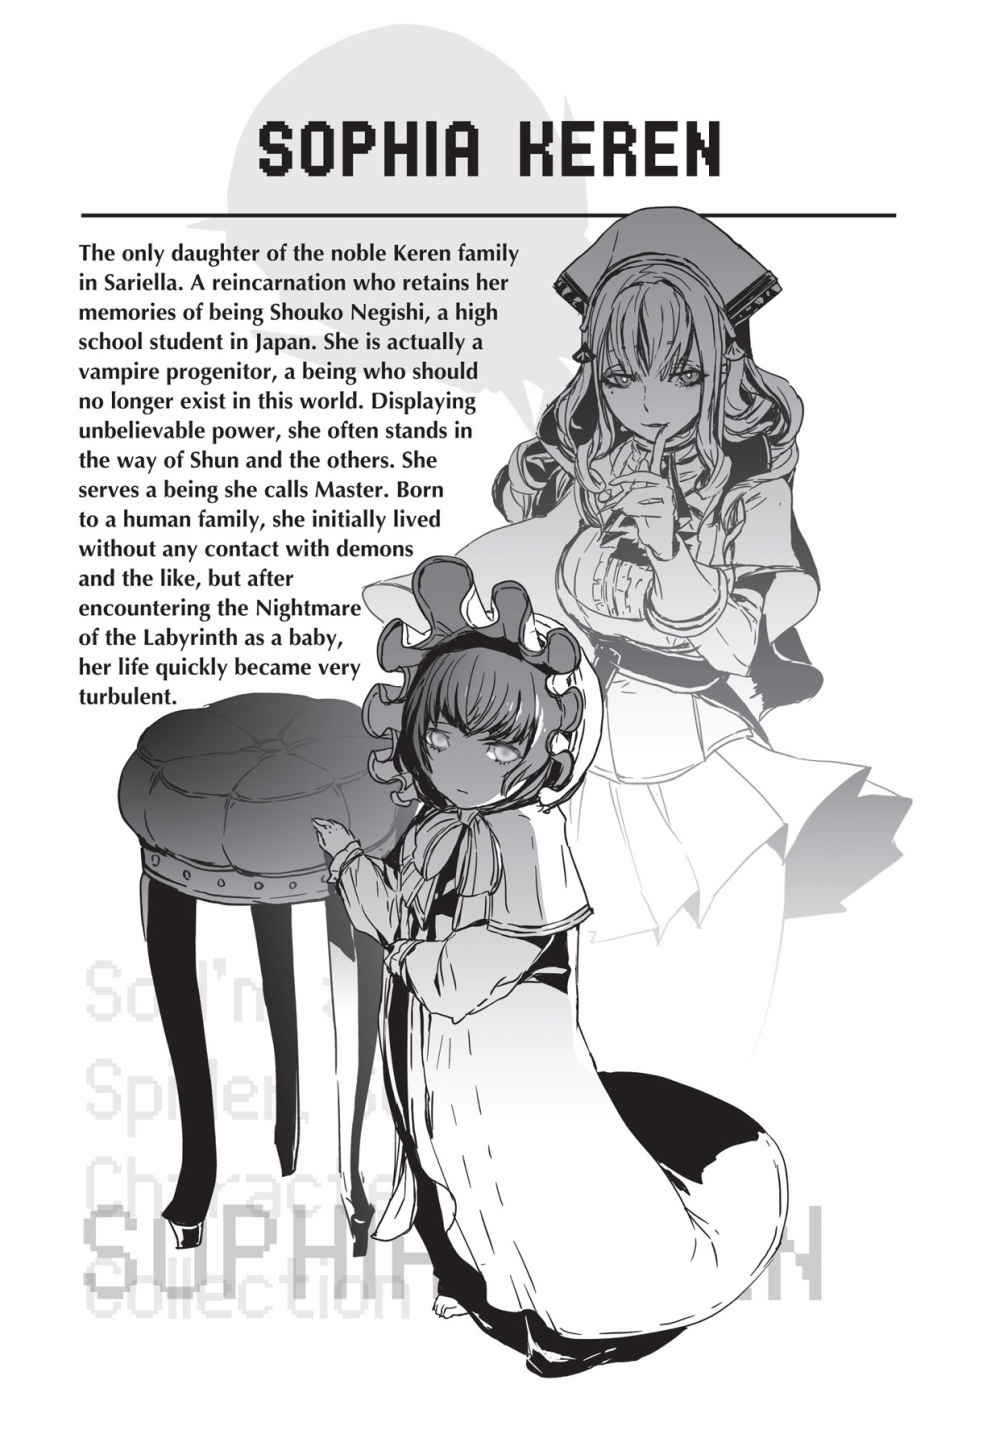 SOPHIA KEREN
The only daughter of the noble Keren family
in Sariella. A reincarnation who retains her
memories of being Shouko Negishi, a high
school student in Japan. She is actually a
vampire progenitor, a being who should
no longer exist in this world. Displaying
unbelievable power, she often stands in
the way of Shun and the others. She
serves a being she calls Master. Born
to a human family, she initially lived
without any contact with demons
and the like, but after
encountering the Nightmare
of the Labyrinth as a baby,
her life quickly became very
turbulent.
Collection